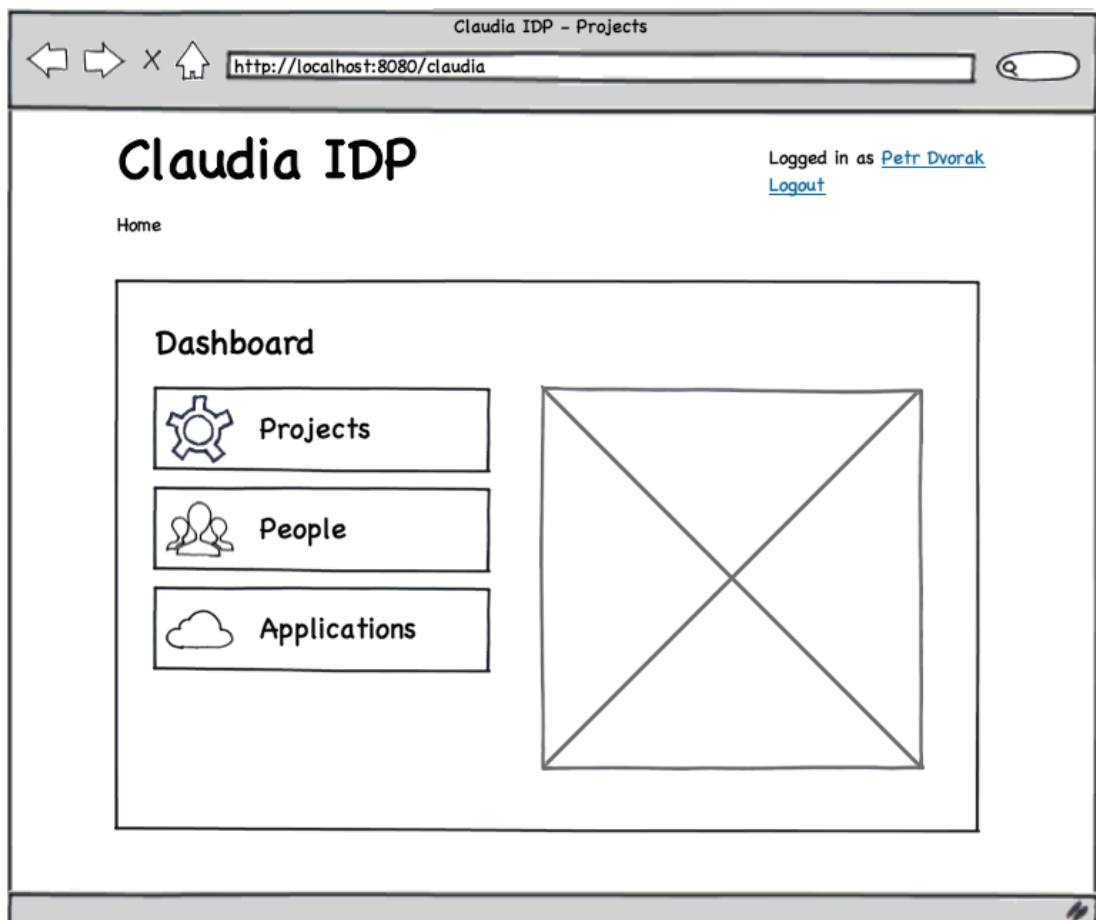 Claudia IDP – Projects
http://localhost:8080/claudia
Claudia IDP
Logged in as Petr Dvorak
Logout
Home
Dashboard
Projects
People
Applications